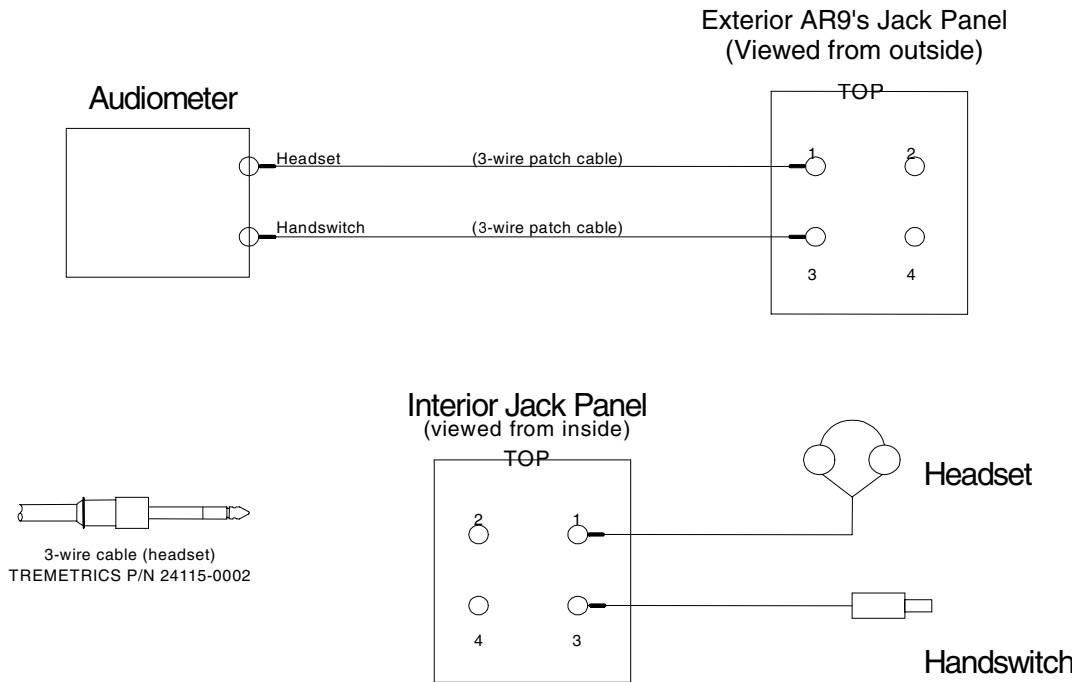 Exterior AR9's Jack Panel
(Viewed from outside)
TOP
Audiometer
Headset
(3-wire patch cable)
1
2
Handswitch
(3-wire patch cable)
3
4
Interior Jack Panel
(viewed from inside)
TOP
Headset
2
1
3-wire cable (headset)
TREMETRICS P/N 24115-0002
4
3
Handswitch